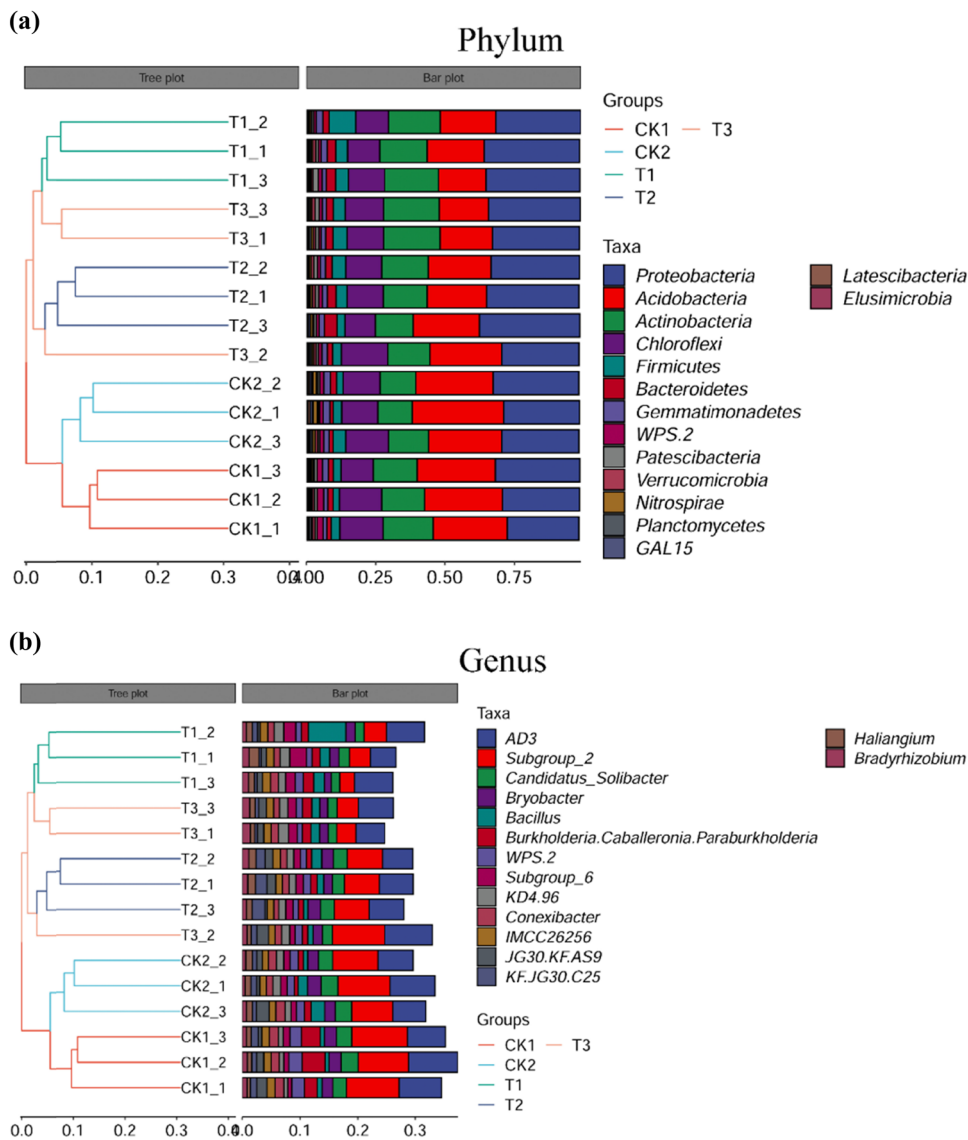 (a)
Phylum
Tree plot
Bar plot
T1_2
T1_1
T1_3
T3_3
T3_1
T2_2
T2_1
T2_3
T3_2
CK2_2
CK2_1
CK2_3
CK1_3
CK1_2
CK1_1
0.0 0.1 0.2 0.3 0.4
0.00 0.25 0.50 0.75
Groups
CK1 T3
CK2
T1
T2
Taxa
Proteobacteria Latescibacteria
Acidobacteria Elusimicrobia
Actinobacteria
Chloroflexi
Firmicutes
Bacteroidetes
Gemmatimonadetes
WPS.2
Patescibacteria
Verrucomicrobia
Nitrospirae
Planctomycetes
GAL15
(b)
Genus
Tree plot
Bar plot
T1_2
T1_1
T1_3
T3_3
T3_1
T2_2
T2_1
T2_3
T3_2
CK2_2
CK2_1
CK2_3
CK1_3
CK1_2
CK1_1
0.0 0.1 0.2 0.3 0.4
0.0 0.1 0.2 0.3
Taxa
AD3 Haliangium
Subgroup_2 Bradyrhizobium
Candidatus_Solibacter
Bryobacter
Bacillus
Burkholderia.Caballeronia.Paraburkholderia
WPS.2
Subgroup_6
KD4.96
Conexibacter
IMCC26256
JG30.KF.AS9
KF.JG30.C25
Groups
CK1 T3
CK2
T1
T2